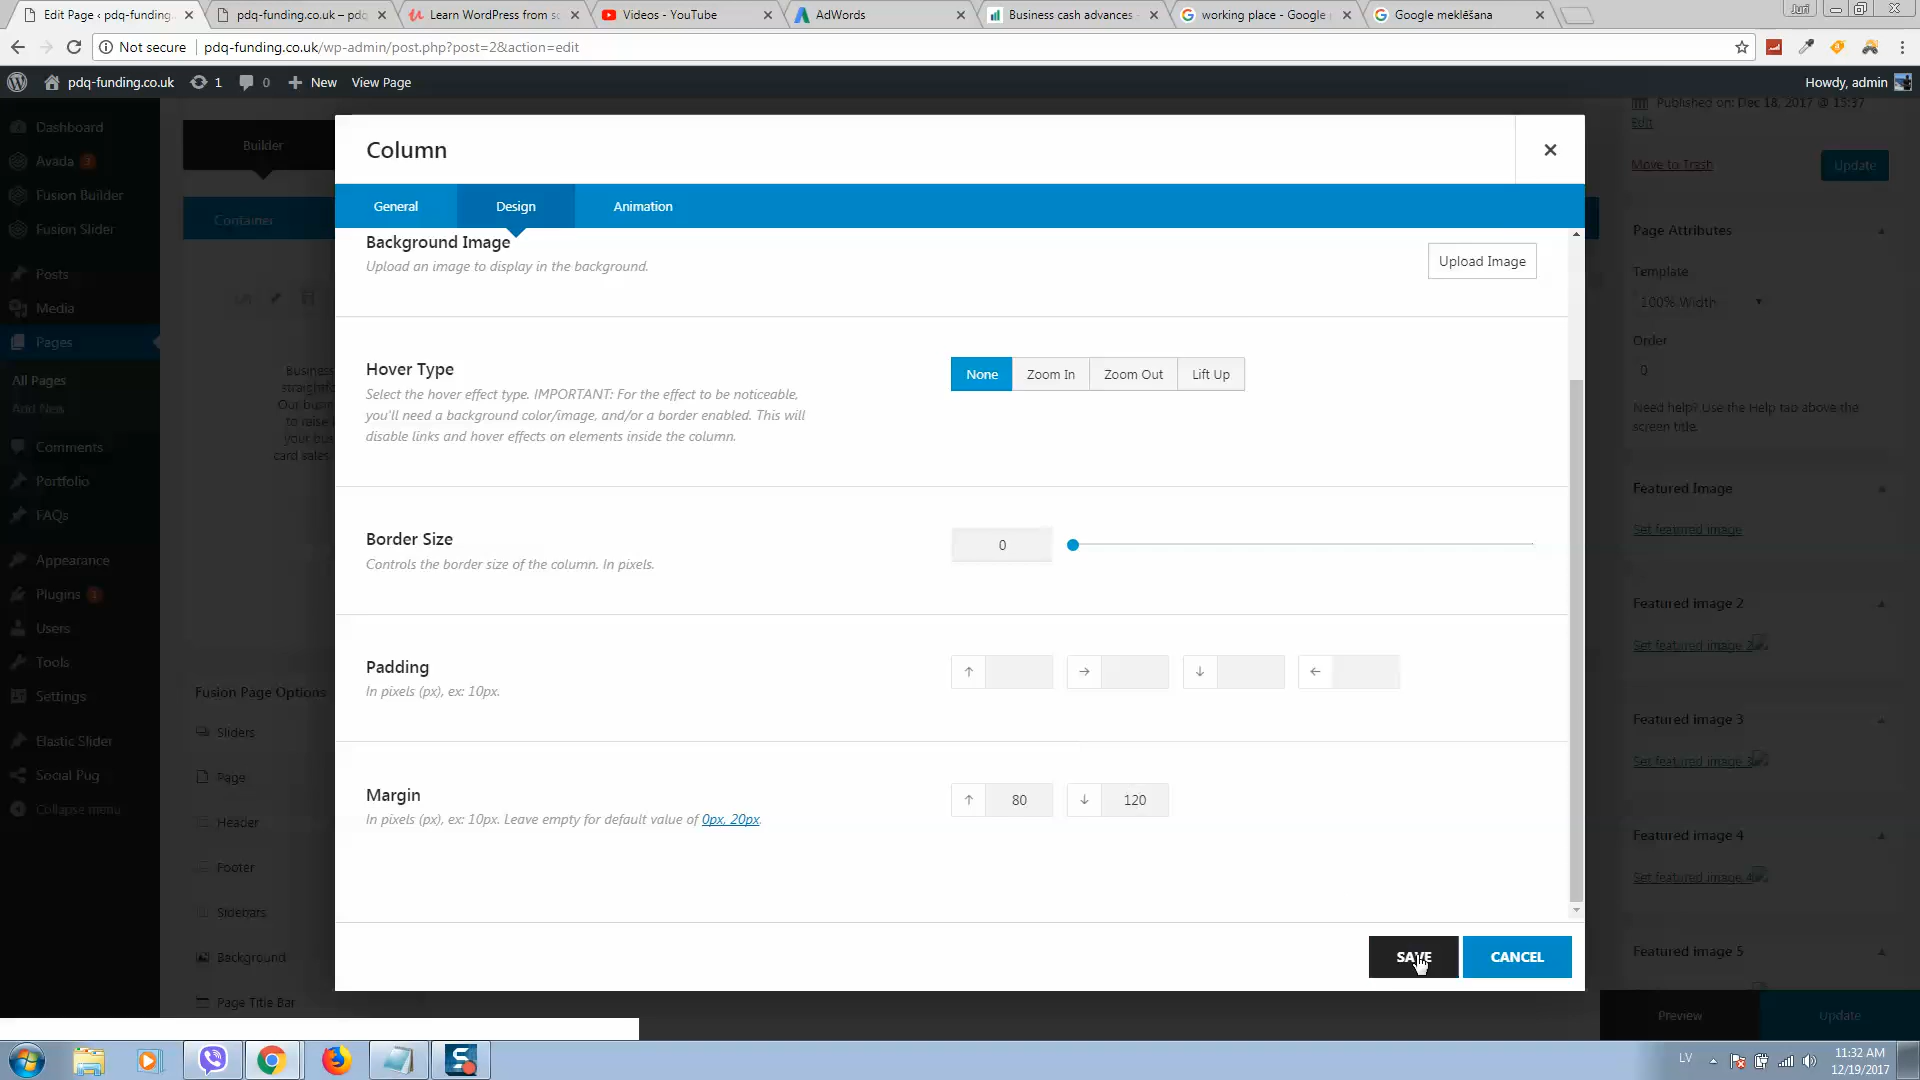 Edit Page ‹ pdq-funding.
pdq-funding.co.uk – pdq
Learn WordPress from sc
Videos - YouTube
AdWords
Business cash advances
working place - Google
Google meklēšana
Juri
Not secure
pdq-funding.co.uk/wp-admin/post.php?post=2&action=edit
pdq-funding.co.uk
1
0
New
View Page
Howdy, admin
Dashboard
Avada 3
Fusion Builder
Fusion Slider
Posts
Media
Pages
All Pages
Add New
Comments
Portfolio
FAQs
Appearance
Plugins 1
Users
Tools
Settings
Elastic Slider
Social Pug
Collapse menu
Builder
Container
Business
straightfo
Our busin
to raise
your bus
card sales
Fusion Page Options
Sliders
Page
Header
Footer
Sidebars
Background
Page Title Bar
Column
General
Design
Animation
Background Image
Upload an image to display in the background.
Upload Image
Hover Type
Select the hover effect type. IMPORTANT: For the effect to be noticeable,
you'll need a background color/image, and/or a border enabled. This will
disable links and hover effects on elements inside the column.
None
Zoom In
Zoom Out
Lift Up
Border Size
Controls the border size of the column. In pixels.
0
Padding
In pixels (px), ex: 10px.
Margin
In pixels (px), ex: 10px. Leave empty for default value of 0px, 20px.
80
120
SAVE
CANCEL
Published on: Dec 18, 2017 @ 15:37
Edit
Move to Trash
Update
Page Attributes
Template
100% Width
Order
0
Need help? Use the Help tab above the
screen title.
Featured Image
Set featured image
Featured image 2
Set featured image 2
Featured image 3
Set featured image 3
Featured image 4
Set featured image 4
Featured image 5
Preview
Update
LV
11:32 AM
12/19/2017